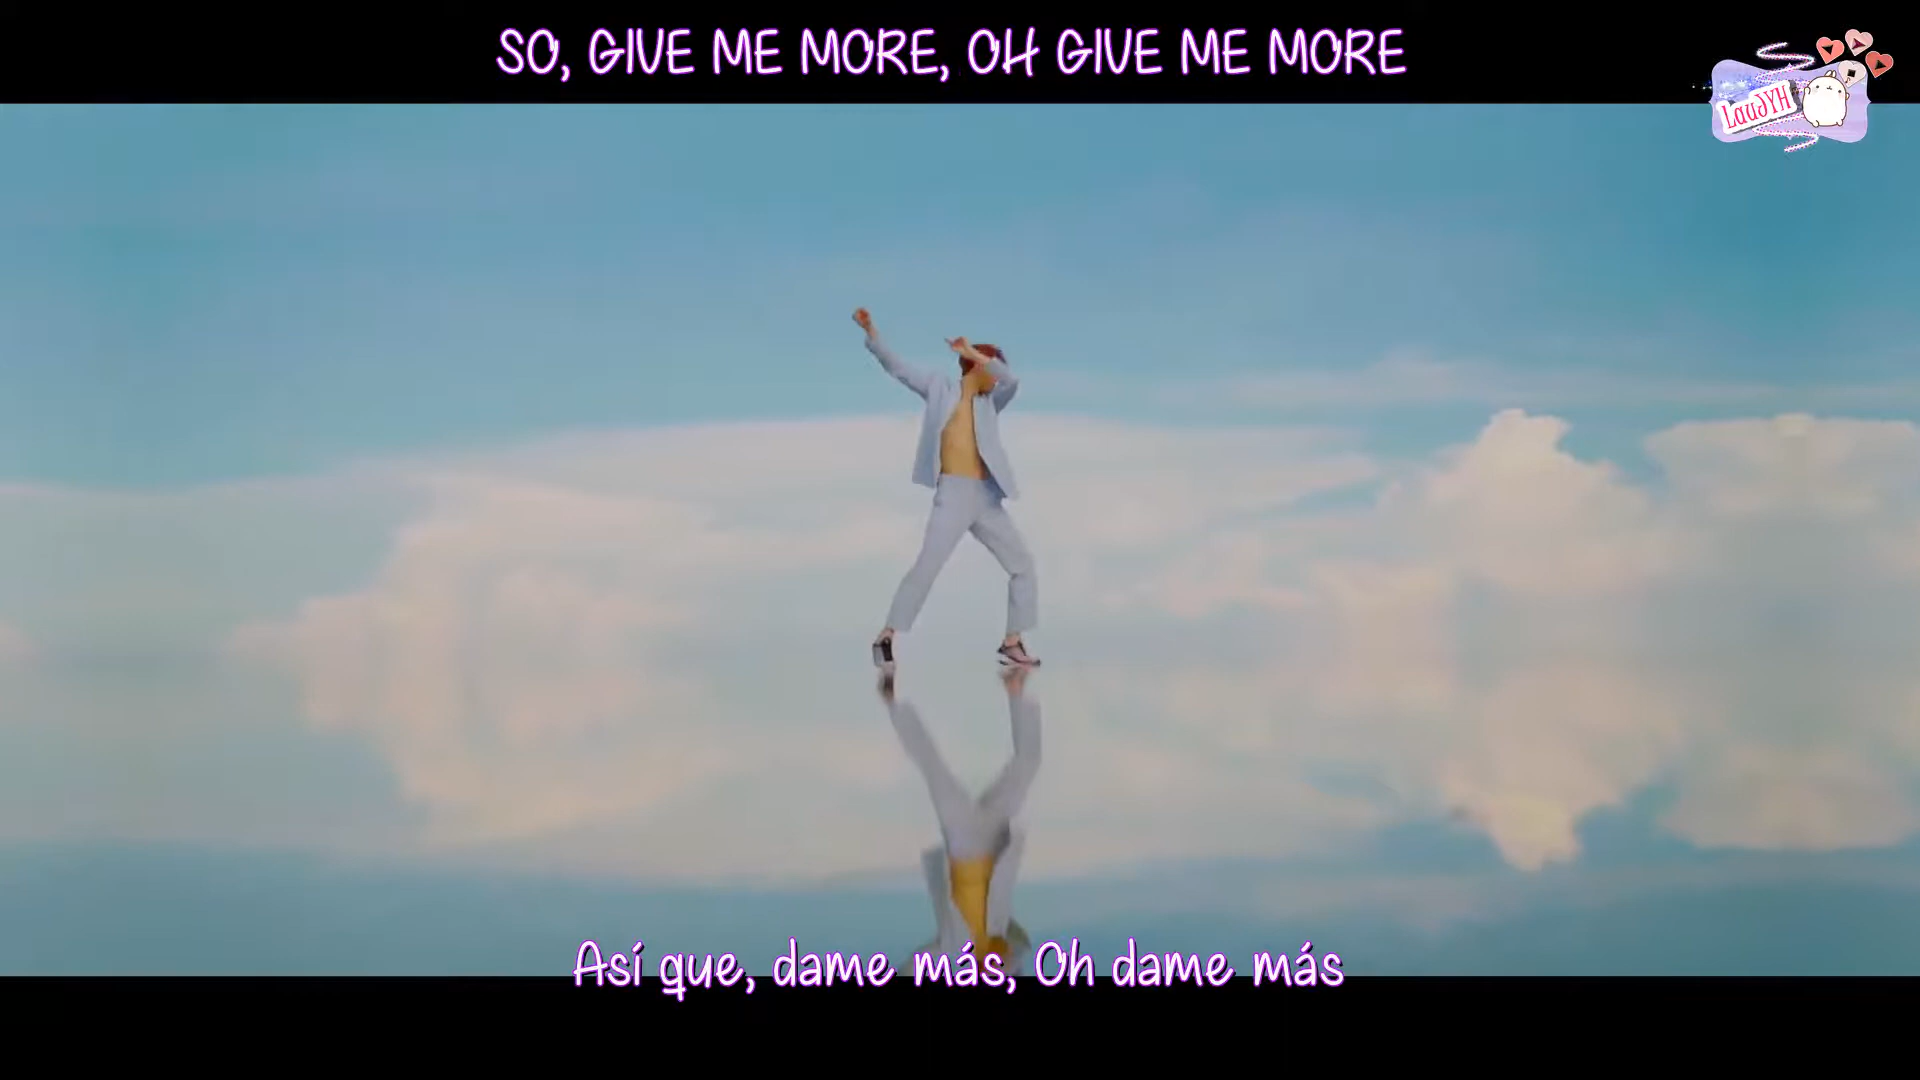 SO, GIVE ME MORE, OH GIVE ME MORE
LauJYH
Así que, dame más, Oh dame más